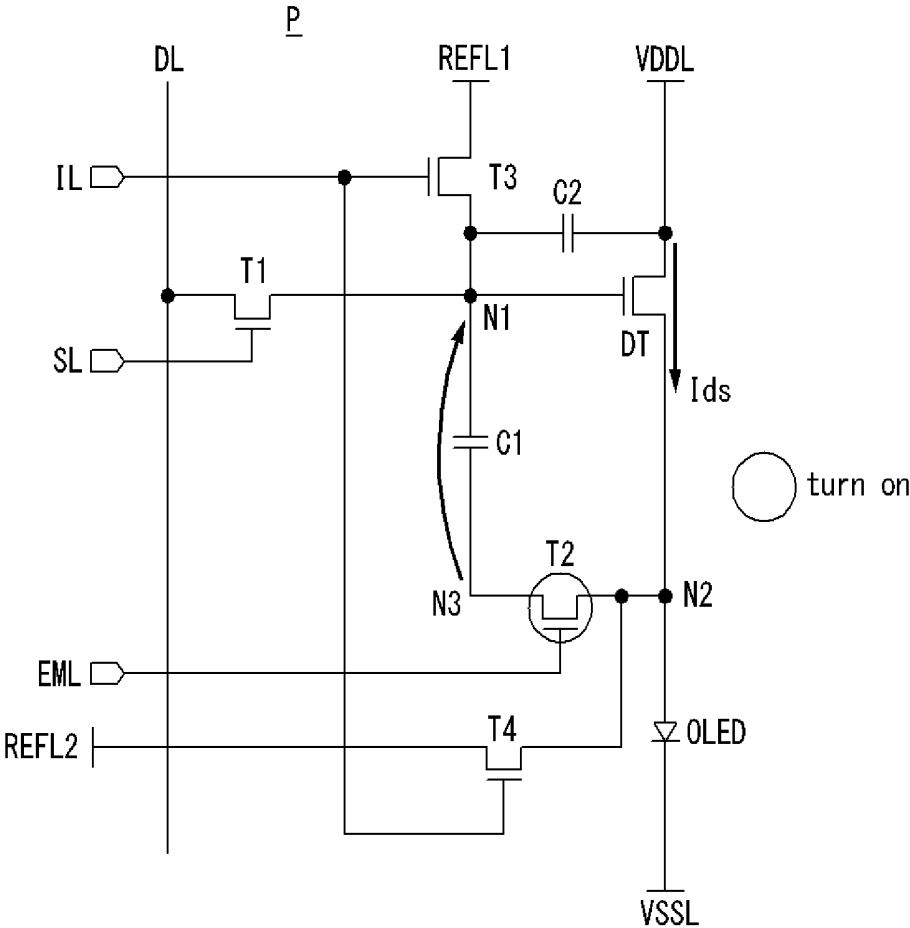 P
DL
REFL1
VDDL
IL
T3
C2
T1
N1
DT
SL
Ids
C1
turn on
T2
N3
N2
EML
T4
OLED
REFL2
VSSL